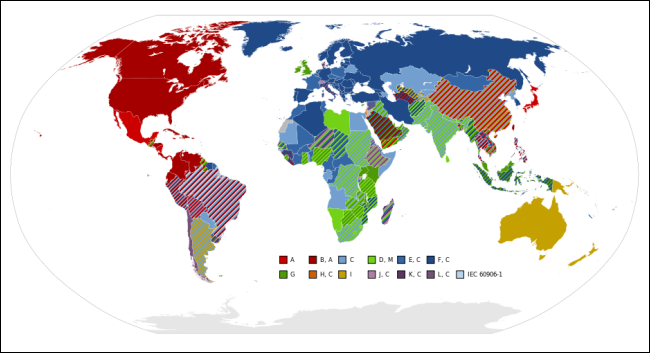 A B, A C D, M E, C F, C
G H, C I J, C K, C L, C IEC 60906-1